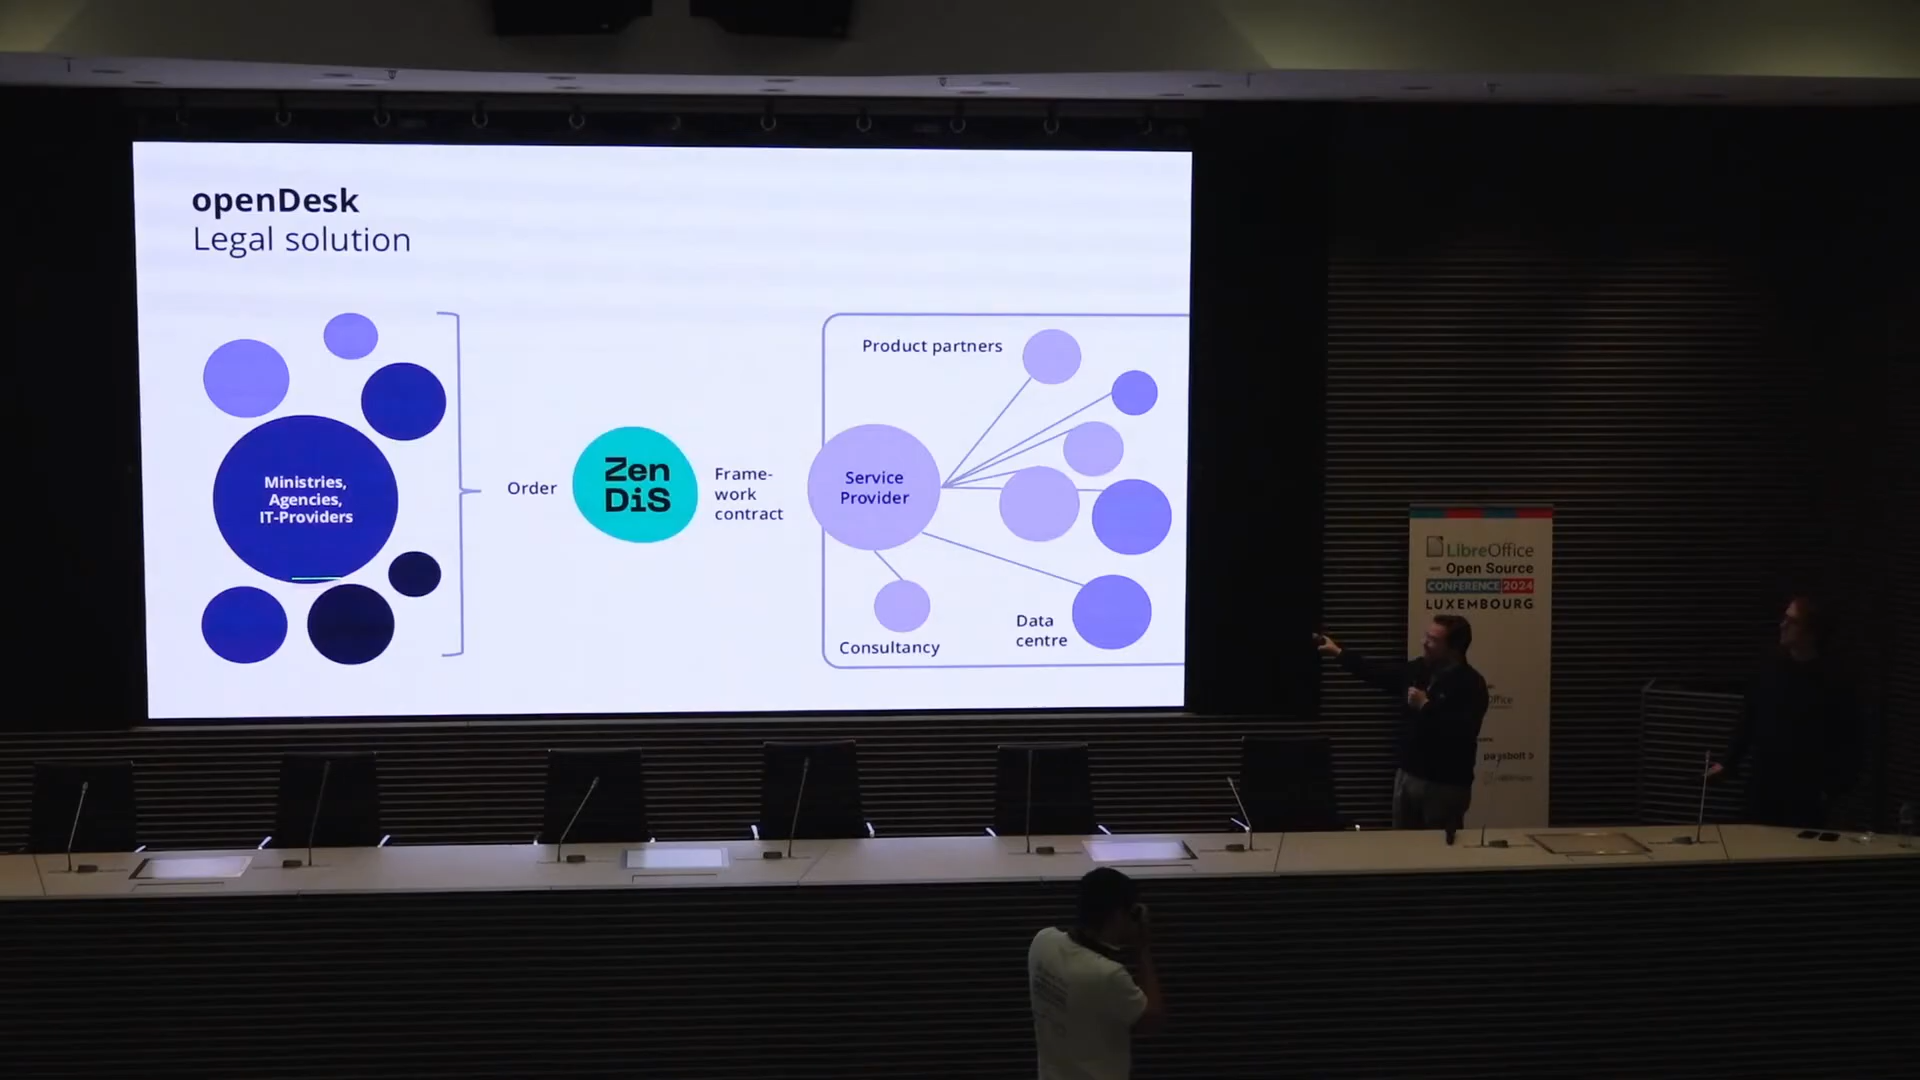 openDesk
Legal solution
Ministries,
Agencies,
IT-Providers
Order
Zen
DiS
Frame-
work
contract
Service
Provider
Product partners
Consultancy
Data
centre
LibreOffice
Open Source
CONFERENCE 2024
LUXEMBOURG